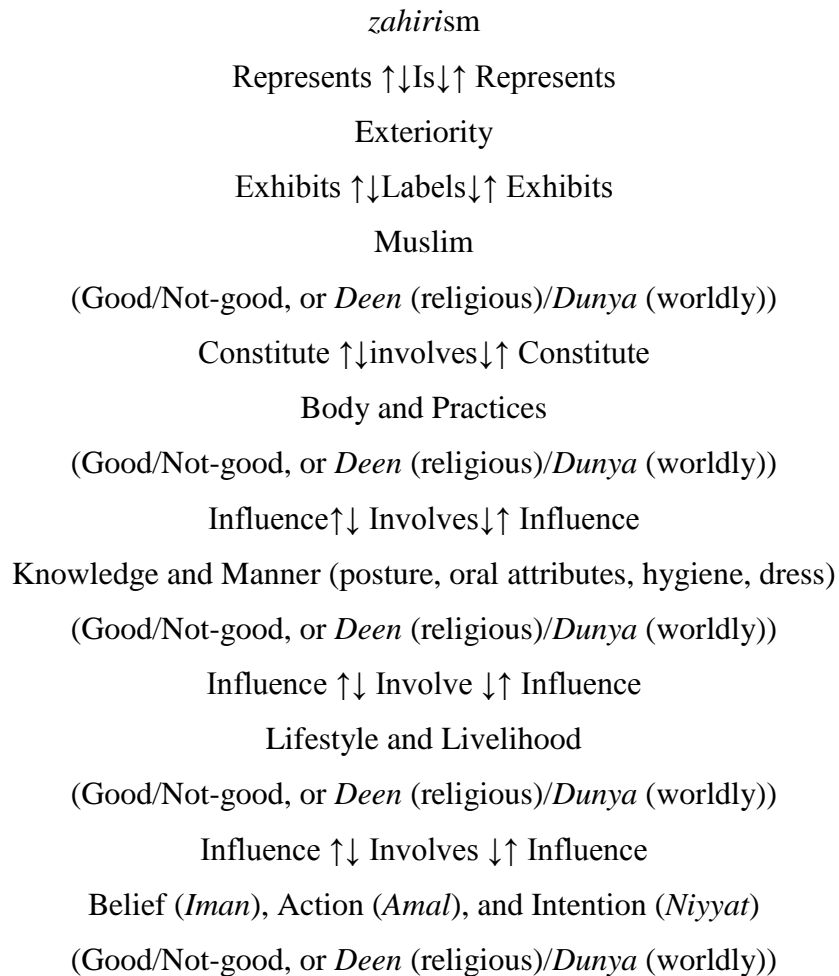 zahirism
Represents ↑↓Is↓↑ Represents
Exteriority
Exhibits ↑↓Labels↓↑ Exhibits
Muslim
(Good/Not-good, or Deen (religious)/Dunya (worldly))
Constitute ↑↓involves↓↑ Constitute
Body and Practices
(Good/Not-good, or Deen (religious)/Dunya (worldly))
Influence↑↓ Involves↓↑ Influence
Knowledge and Manner (posture, oral attributes, hygiene, dress)
(Good/Not-good, or Deen (religious)/Dunya (worldly))
Influence ↑↓ Involve ↓↑ Influence
Lifestyle and Livelihood
(Good/Not-good, or Deen (religious)/Dunya (worldly))
Influence ↑↓ Involves ↓↑ Influence
Belief (Iman), Action (Amal), and Intention (Niyyat)
(Good/Not-good, or Deen (religious)/Dunya (worldly))